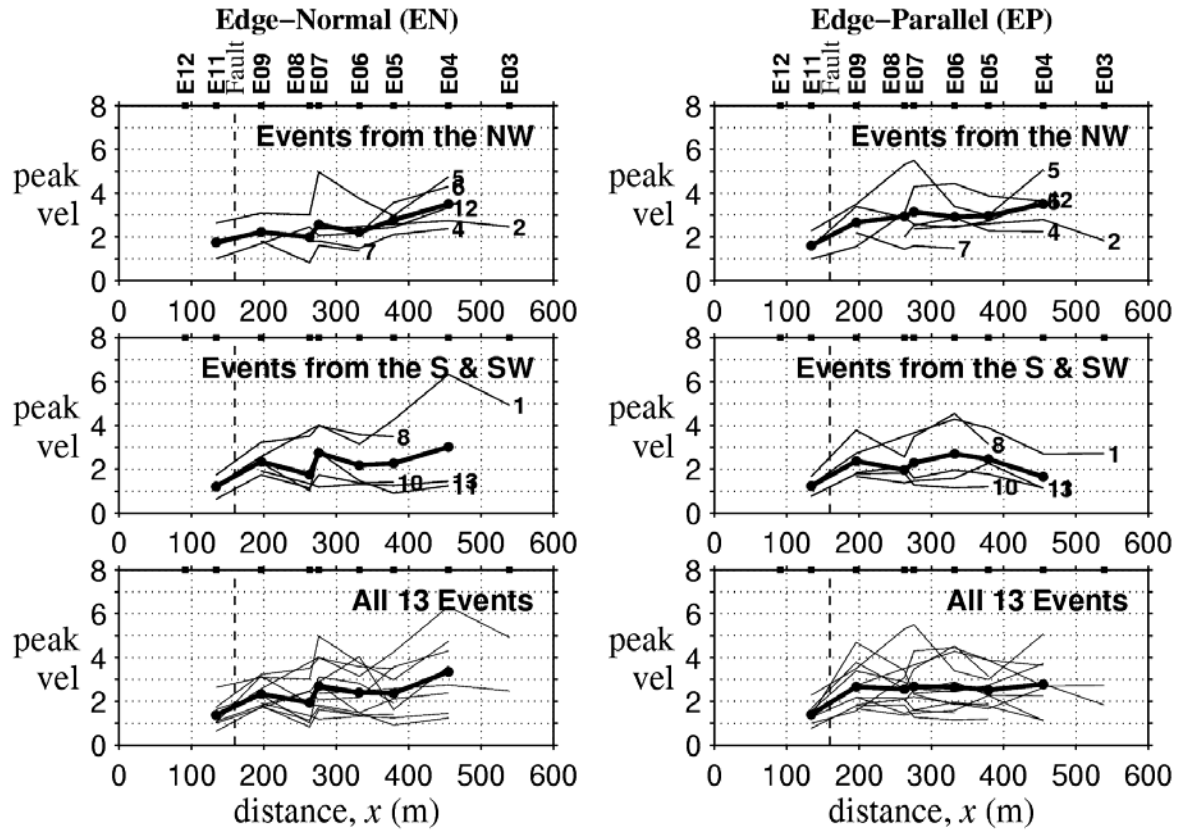 Edge–Normal (EN)
Edge–Parallel (EP)
E12 E11 Fault E09 E08 E07 E06 E05 E04 E03
E12 E11 Fault E09 E08 E07 E06 E05 E04 E03
Events from the NW
8
6
4
2
0
peak
vel
5
12
2
4
7
0 100 200 300 400 500 600
Events from the NW
8
6
4
2
0
peak
vel
5
12
4
2
7
0 100 200 300 400 500 600
Events from the S & SW
8
6
4
2
0
peak
vel
1
8
10
13
11
0 100 200 300 400 500 600
Events from the S & SW
8
6
4
2
0
peak
vel
8
1
10
13
0 100 200 300 400 500 600
All 13 Events
8
6
4
2
0
peak
vel
0 100 200 300 400 500 600
distance, x (m)
All 13 Events
8
6
4
2
0
peak
vel
0 100 200 300 400 500 600
distance, x (m)